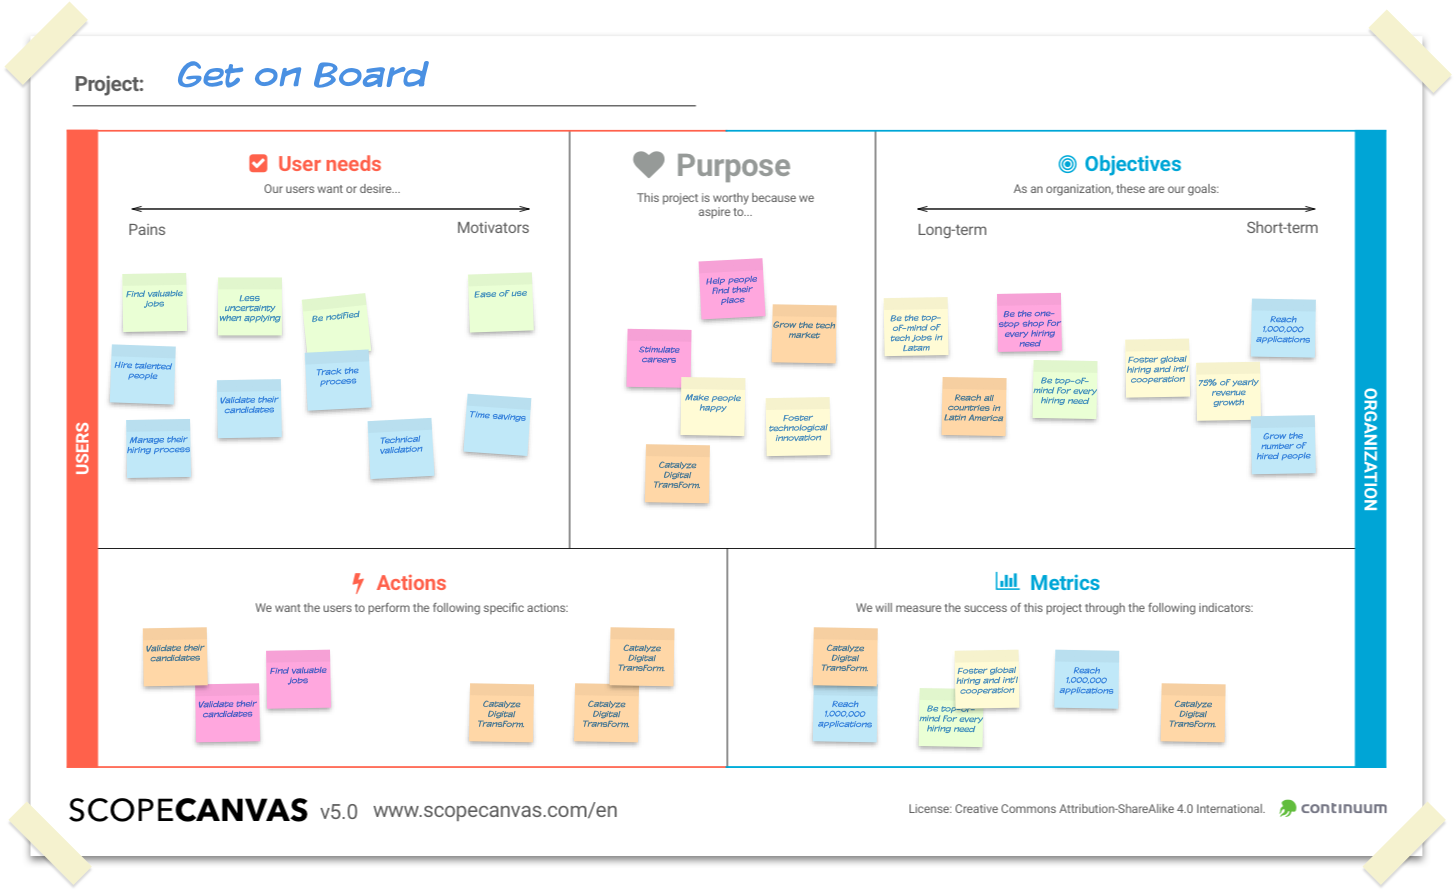 Project: Get on Board
USERS
User needs
Our users want or desire...
Pains
Motivators
Find valuable
jobs
Less
uncertainty
when applying
Be notified
Ease of use
Hire talented
people
Validate their
candidates
Track the
process
Manage their
hiring process
Technical
validation
Time savings
Purpose
This project is worthy because we
aspire to...
Help people
find their
place
Grow the tech
market
Stimulate
careers
Make people
happy
Foster
technological
innovation
Catalyze
Digital
Transform.
Objectives
As an organization, these are our goals:
Long-term
Short-term
Be the top-
of-mind of
tech jobs in
Latam
Be the one-
stop shop for
every hiring
need
Reach
1,000,000
applications
Foster global
hiring and int'l
cooperation
Be top-of-
mind for every
hiring need
75% of yearly
revenue
growth
Reach all
countries in
Latin America
Grow the
number of
hired people
ORGANIZATION
Actions
We want the users to perform the following specific actions:
Validate their
candidates
Find valuable
jobs
Validate their
candidates
Catalyze
Digital
Transform.
Catalyze
Digital
Transform.
Catalyze
Digital
Transform.
Metrics
We will measure the success of this project through the following indicators:
Catalyze
Digital
Transform.
Reach
1,000,000
applications
Foster global
hiring and int'l
cooperation
Be top-of-
mind for every
hiring need
Reach
1,000,000
applications
Catalyze
Digital
Transform.
SCOPECANVAS v5.0 www.scopecanvas.com/en
License: Creative Commons Attribution-ShareAlike 4.0 International.
continuum